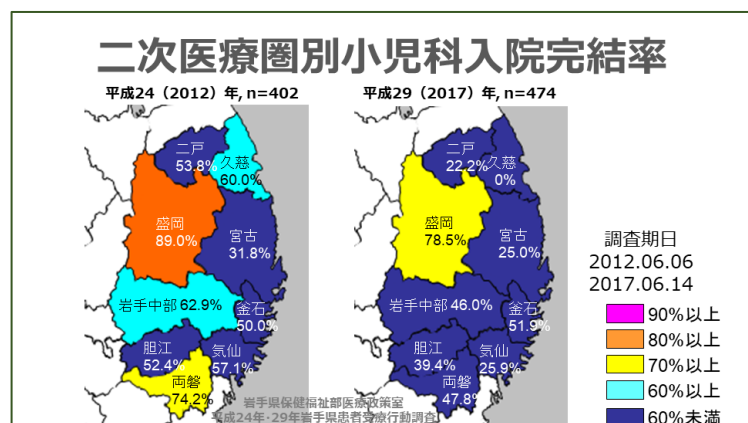 二次医療圏別小児科入院完結率
平成24（2012）年, n=402
平成29（2017）年, n=474
二戸
53.8%
久慈
60.0%
盛岡
89.0%
宮古
31.8%
岩手中部 62.9%
釜石
50.0%
胆江
52.4%
気仙
57.1%
両磐
74.2%
二戸
22.2%
久慈
0%
盛岡
78.5%
宮古
25.0%
岩手中部 46.0%
釜石
51.9%
胆江
39.4%
気仙
25.9%
両磐
47.8%
調査期日
2012.06.06
2017.06.14
90%以上
80%以上
70%以上
60%以上
60%未満
岩手県保健福祉部医療政策室
平成24年・29年岩手県患者受療行動調査